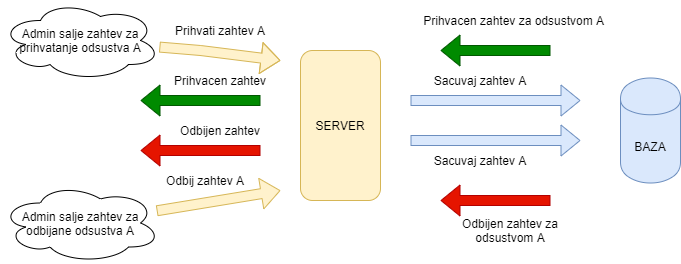 Admin salje zahtev za
prihvatanje odsustva A
Prihvati zahtev A
Prihvacen zahtev
Odbijen zahtev
Odbij zahtev A
Admin salje zahtev za
odbijane odsustva A
SERVER
Prihvacen zahtev za odsustvom A
Sacuvaj zahtev A
Sacuvaj zahtev A
Odbijen zahtev za
odsustvom A
BAZA